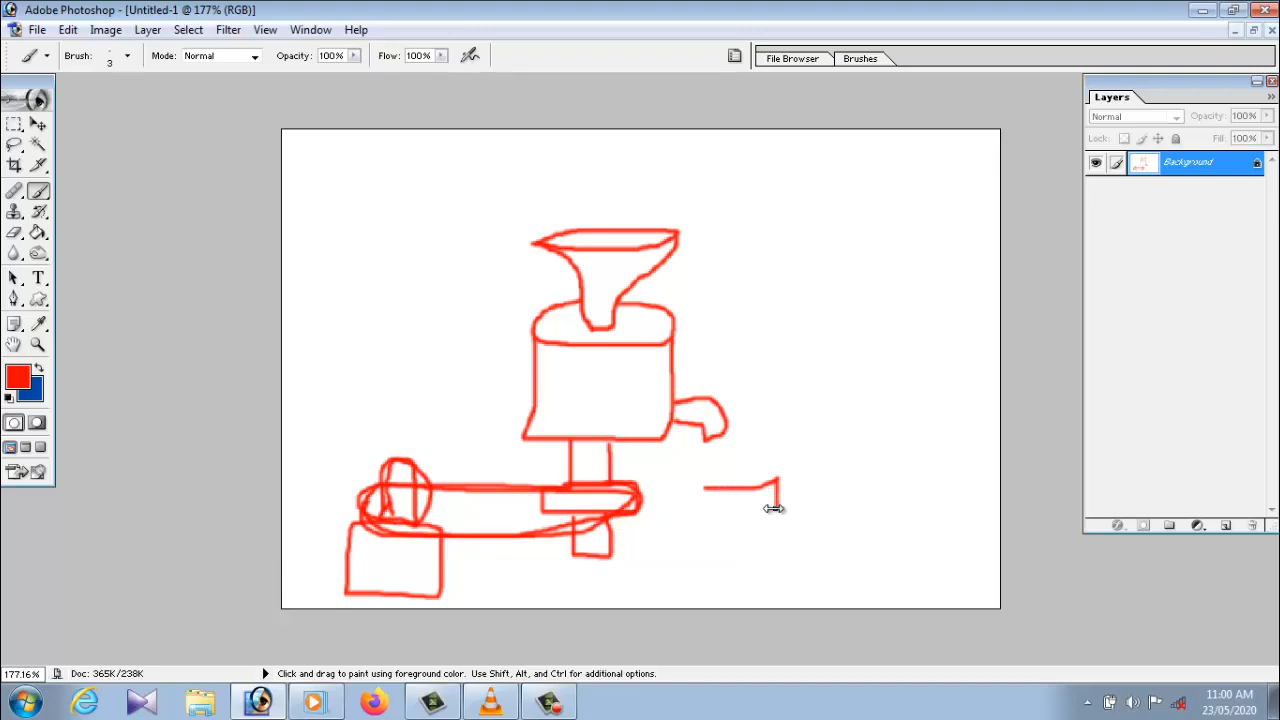 Adobe Photoshop - [Untitled-1 @ 177% (RGB)]
File Edit Image Layer Select Filter View Window Help
Brush: 3 Mode: Normal Opacity: 100% Flow: 100% File Browser Brushes
Layers
Normal Opacity: 100%
Lock: Fill: 100%
Background
T
177.16% Doc: 365K/238K Click and drag to paint using foreground color. Use Shift, Alt, and Ctrl for additional options.
11:00 AM
23/05/2020